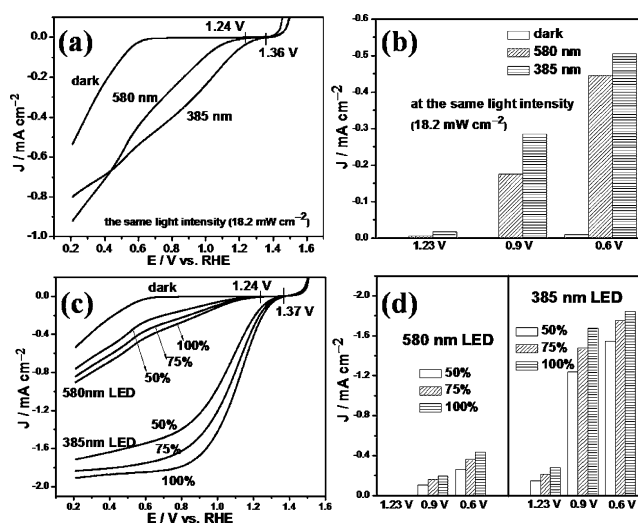 (a)
1.24 V
1.36 V
dark
580 nm
385 nm
the same light intensity (18.2 mW cm⁻²)
J / mA cm⁻²
0.0
-0.2
-0.4
-0.6
-0.8
-1.0
0.2 0.4 0.6 0.8 1.0 1.2 1.4 1.6
E / V vs. RHE
(b)
dark
580 nm
385 nm
at the same light intensity
(18.2 mW cm⁻²)
J / mA cm⁻²
-0.6
-0.5
-0.4
-0.3
-0.2
-0.1
0.0
1.23 V 0.9 V 0.6 V
(c)
dark
1.24 V
1.37 V
100%
75%
50%
580nm LED
385nm LED
50%
75%
100%
J / mA cm⁻²
0.0
-0.4
-0.8
-1.2
-1.6
-2.0
0.2 0.4 0.6 0.8 1.0 1.2 1.4 1.6
E / V vs. RHE
(d)
580 nm LED
50%
75%
100%
385 nm LED
50%
75%
100%
J / mA cm⁻²
-2.0
-1.6
-1.2
-0.8
-0.4
0.0
1.23 V 0.9 V 0.6 V
1.23 V 0.9 V 0.6 V